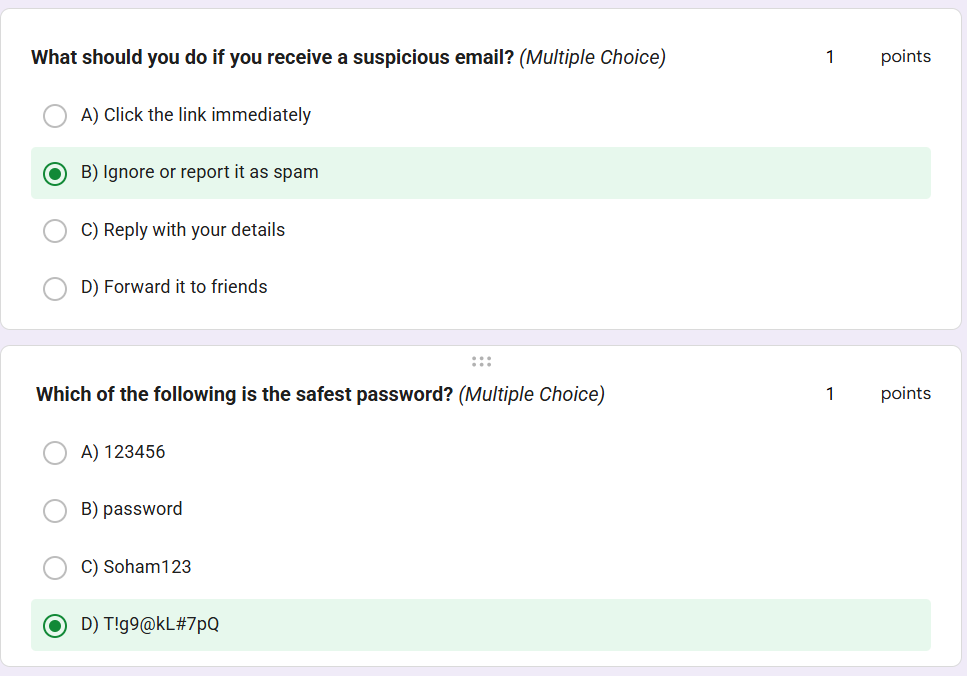 What should you do if you receive a suspicious email? (Multiple Choice) 1 points
A) Click the link immediately
B) Ignore or report it as spam
C) Reply with your details
D) Forward it to friends
Which of the following is the safest password? (Multiple Choice) 1 points
A) 123456
B) password
C) Soham123
D) T!g9@kL#7pQ